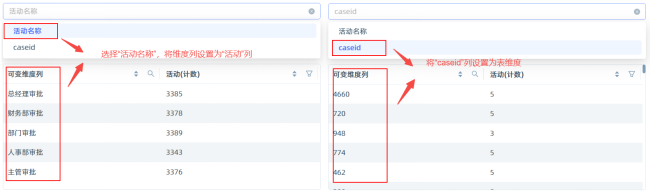 活动名称
活动名称
caseid
选择“活动名称”，将维度列设置为“活动”列
可变维度列 活动(计数)
总经理审批 3385
财务部审批 3378
部门审批 3389
人事部审批 3343
主管审批 3376
caseid
活动名称
caseid
将“caseid”列设置为表维度
可变维度列 活动(计数)
4660 5
720 5
948 3
774 5
462 5